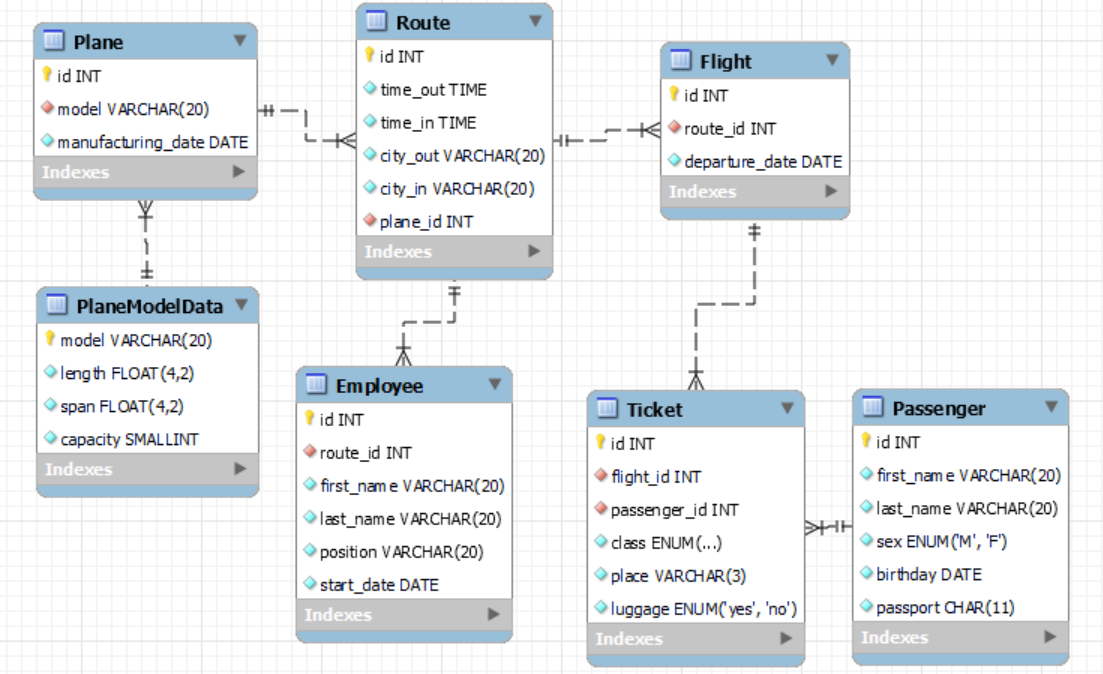 Plane
id INT
model VARCHAR(20)
manufacturing_date DATE
Indexes
Route
id INT
time_out TIME
time_in TIME
city_out VARCHAR(20)
city_in VARCHAR(20)
plane_id INT
Indexes
Flight
id INT
route_id INT
departure_date DATE
Indexes
PlaneModelData
model VARCHAR(20)
length FLOAT(4,2)
span FLOAT(4,2)
capacity SMALLINT
Indexes
Employee
id INT
route_id INT
first_name VARCHAR(20)
last_name VARCHAR(20)
position VARCHAR(20)
start_date DATE
Indexes
Ticket
id INT
flight_id INT
passenger_id INT
class ENUM(...)
place VARCHAR(3)
luggage ENUM('yes', 'no')
Indexes
Passenger
id INT
first_name VARCHAR(20)
last_name VARCHAR(20)
sex ENUM('M', 'F')
birthday DATE
passport CHAR(11)
Indexes